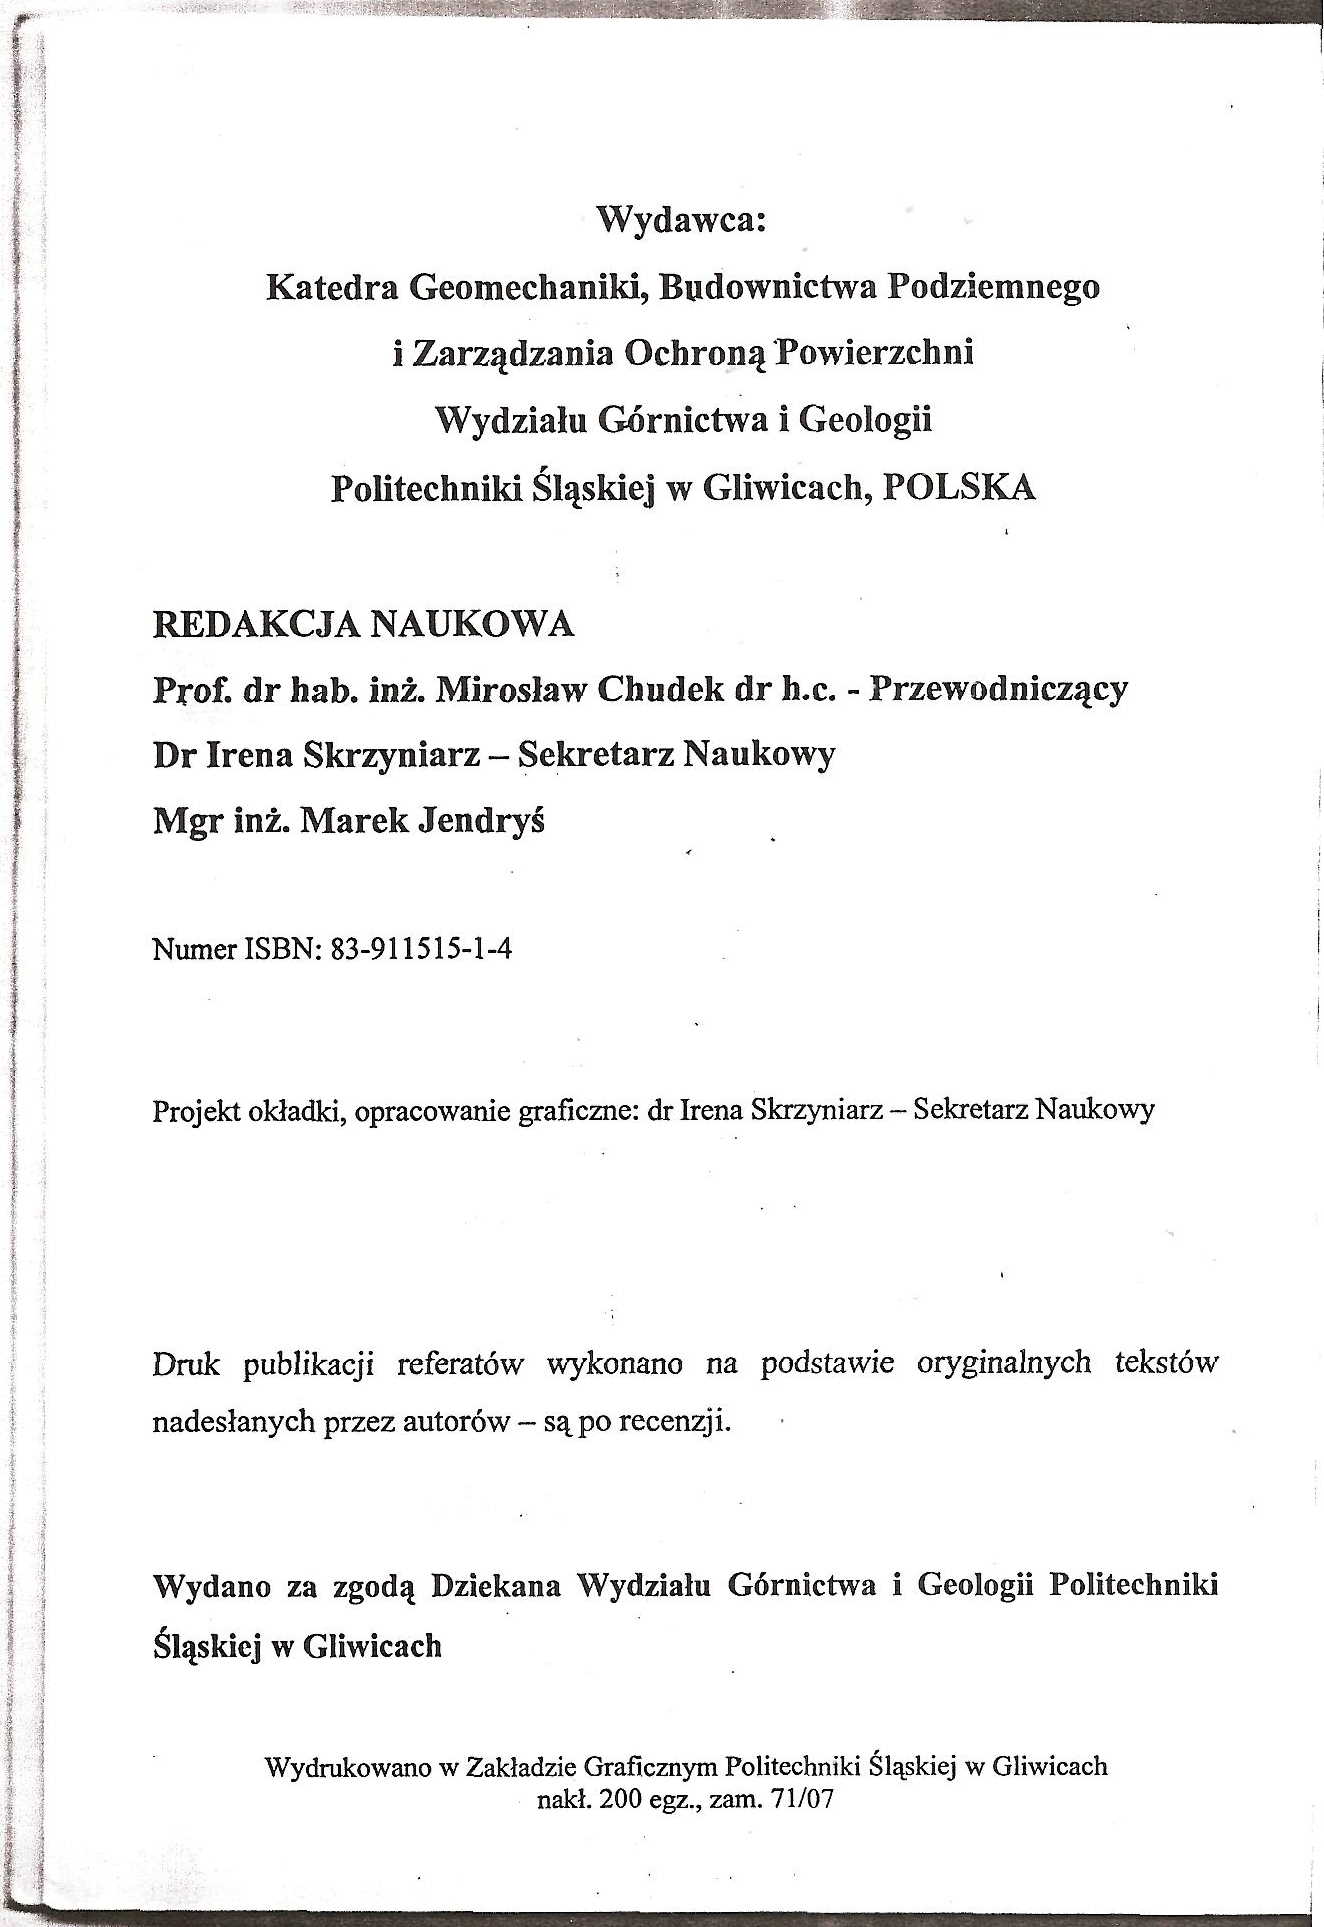 Wydawca:
Katedra Geomechaniki, Budownictwa Podziemnego
i Zarządzania Ochroną Powierzchni
Wydziału Górnictwa i Geologii
Politechniki Śląskiej w Gliwicach, POLSKA
REDAKCJA NAUKOWA
Prof. dr hab. inż. Mirosław Chudek dr h.c. - Przewodniczący
Dr Irena Skrzyniarz – Sekretarz Naukowy
Mgr inż. Marek Jendryś
Numer ISBN: 83-911515-1-4
Projekt okładki, opracowanie graficzne: dr Irena Skrzyniarz – Sekretarz Naukowy
Druk publikacji referatów wykonano na podstawie oryginalnych tekstów
nadesłanych przez autorów – są po recenzji.
Wydano za zgodą Dziekana Wydziału Górnictwa i Geologii Politechniki
Śląskiej w Gliwicach
Wydrukowano w Zakładzie Graficznym Politechniki Śląskiej w Gliwicach
nakł. 200 egz., zam. 71/07